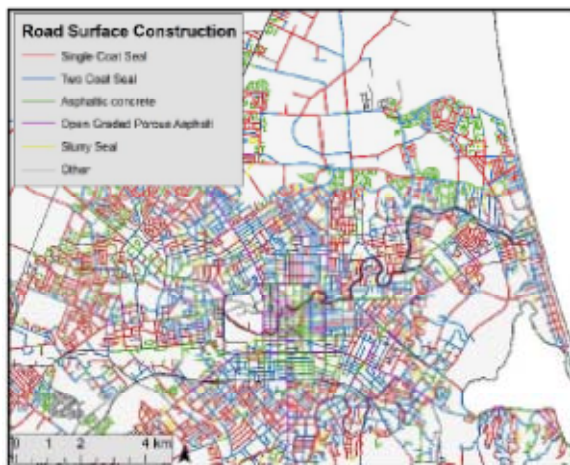 Road Surface Construction
Single Coat Seal
Two Coat Seal
Asphaltic concrete
Open Graded Porous Asphalt
Slurry Seal
Other
0 1 2 4 km